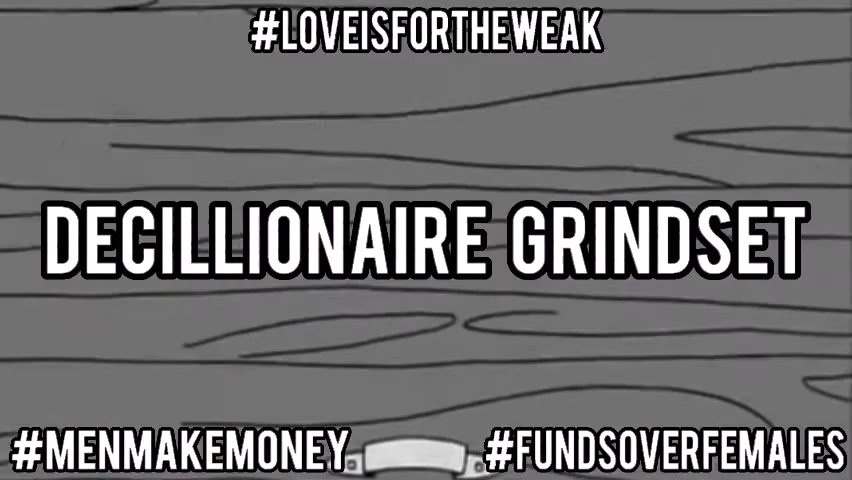 #LOVEISFORTHEWEAK
DECILLIONAIRE GRINDSET
#MENMAKEMONEY #FUNDSOVERFEMALES